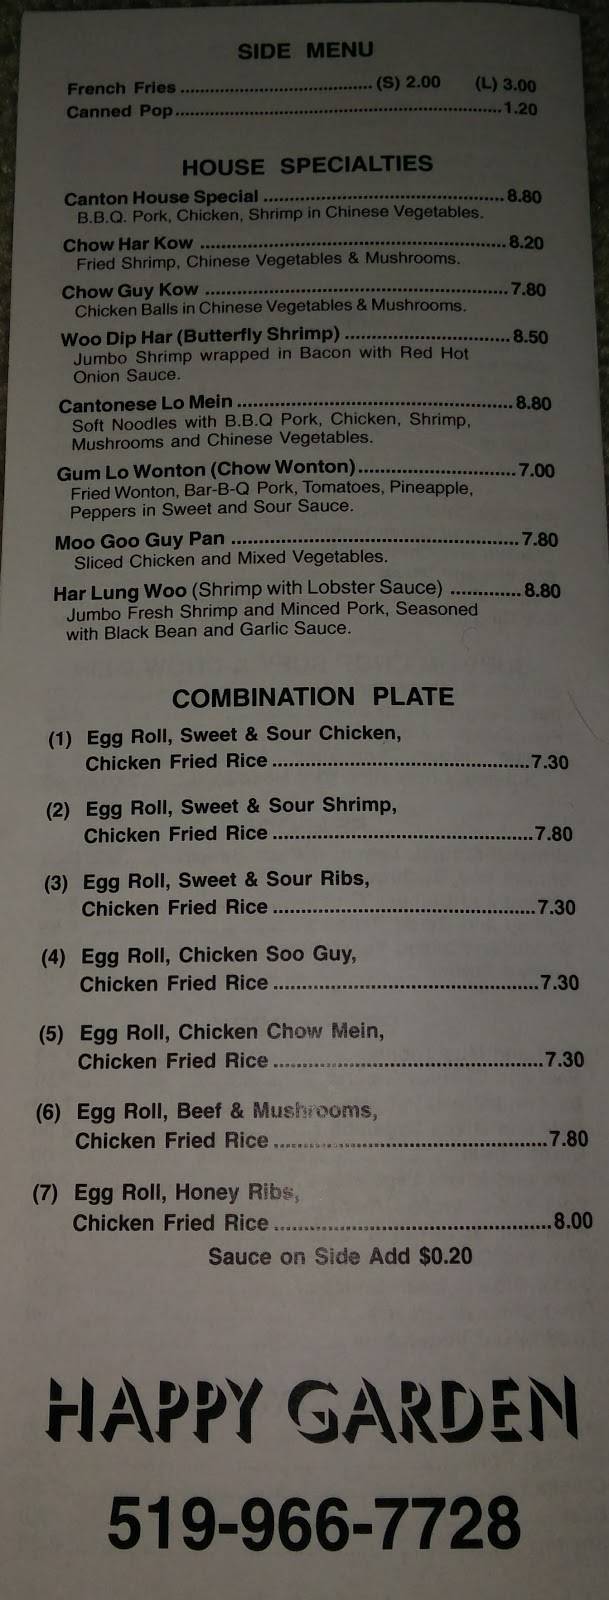 SIDE MENU
French Fries (S) 2.00 (L) 3.00
Canned Pop 1.20
HOUSE SPECIALTIES
Canton House Special 8.80
B.B.Q. Pork, Chicken, Shrimp in Chinese Vegetables.
Chow Har Kow 8.20
Fried Shrimp, Chinese Vegetables & Mushrooms.
Chow Guy Kow 7.80
Chicken Balls in Chinese Vegetables & Mushrooms.
Woo Dip Har (Butterfly Shrimp) 8.50
Jumbo Shrimp wrapped in Bacon with Red Hot
Onion Sauce.
Cantonese Lo Mein 8.80
Soft Noodles with B.B.Q Pork, Chicken, Shrimp,
Mushrooms and Chinese Vegetables.
Gum Lo Wonton (Chow Wonton) 7.00
Fried Wonton, Bar-B-Q Pork, Tomatoes, Pineapple,
Peppers in Sweet and Sour Sauce.
Moo Goo Guy Pan 7.80
Sliced Chicken and Mixed Vegetables.
Har Lung Woo (Shrimp with Lobster Sauce) 8.80
Jumbo Fresh Shrimp and Minced Pork, Seasoned
with Black Bean and Garlic Sauce.
COMBINATION PLATE
(1) Egg Roll, Sweet & Sour Chicken,
Chicken Fried Rice 7.30
(2) Egg Roll, Sweet & Sour Shrimp,
Chicken Fried Rice 7.80
(3) Egg Roll, Sweet & Sour Ribs,
Chicken Fried Rice 7.30
(4) Egg Roll, Chicken Soo Guy,
Chicken Fried Rice 7.30
(5) Egg Roll, Chicken Chow Mein,
Chicken Fried Rice 7.30
(6) Egg Roll, Beef & Mushrooms,
Chicken Fried Rice 7.80
(7) Egg Roll, Honey Ribs,
Chicken Fried Rice 8.00
Sauce on Side Add $0.20
HAPPY GARDEN
519-966-7728